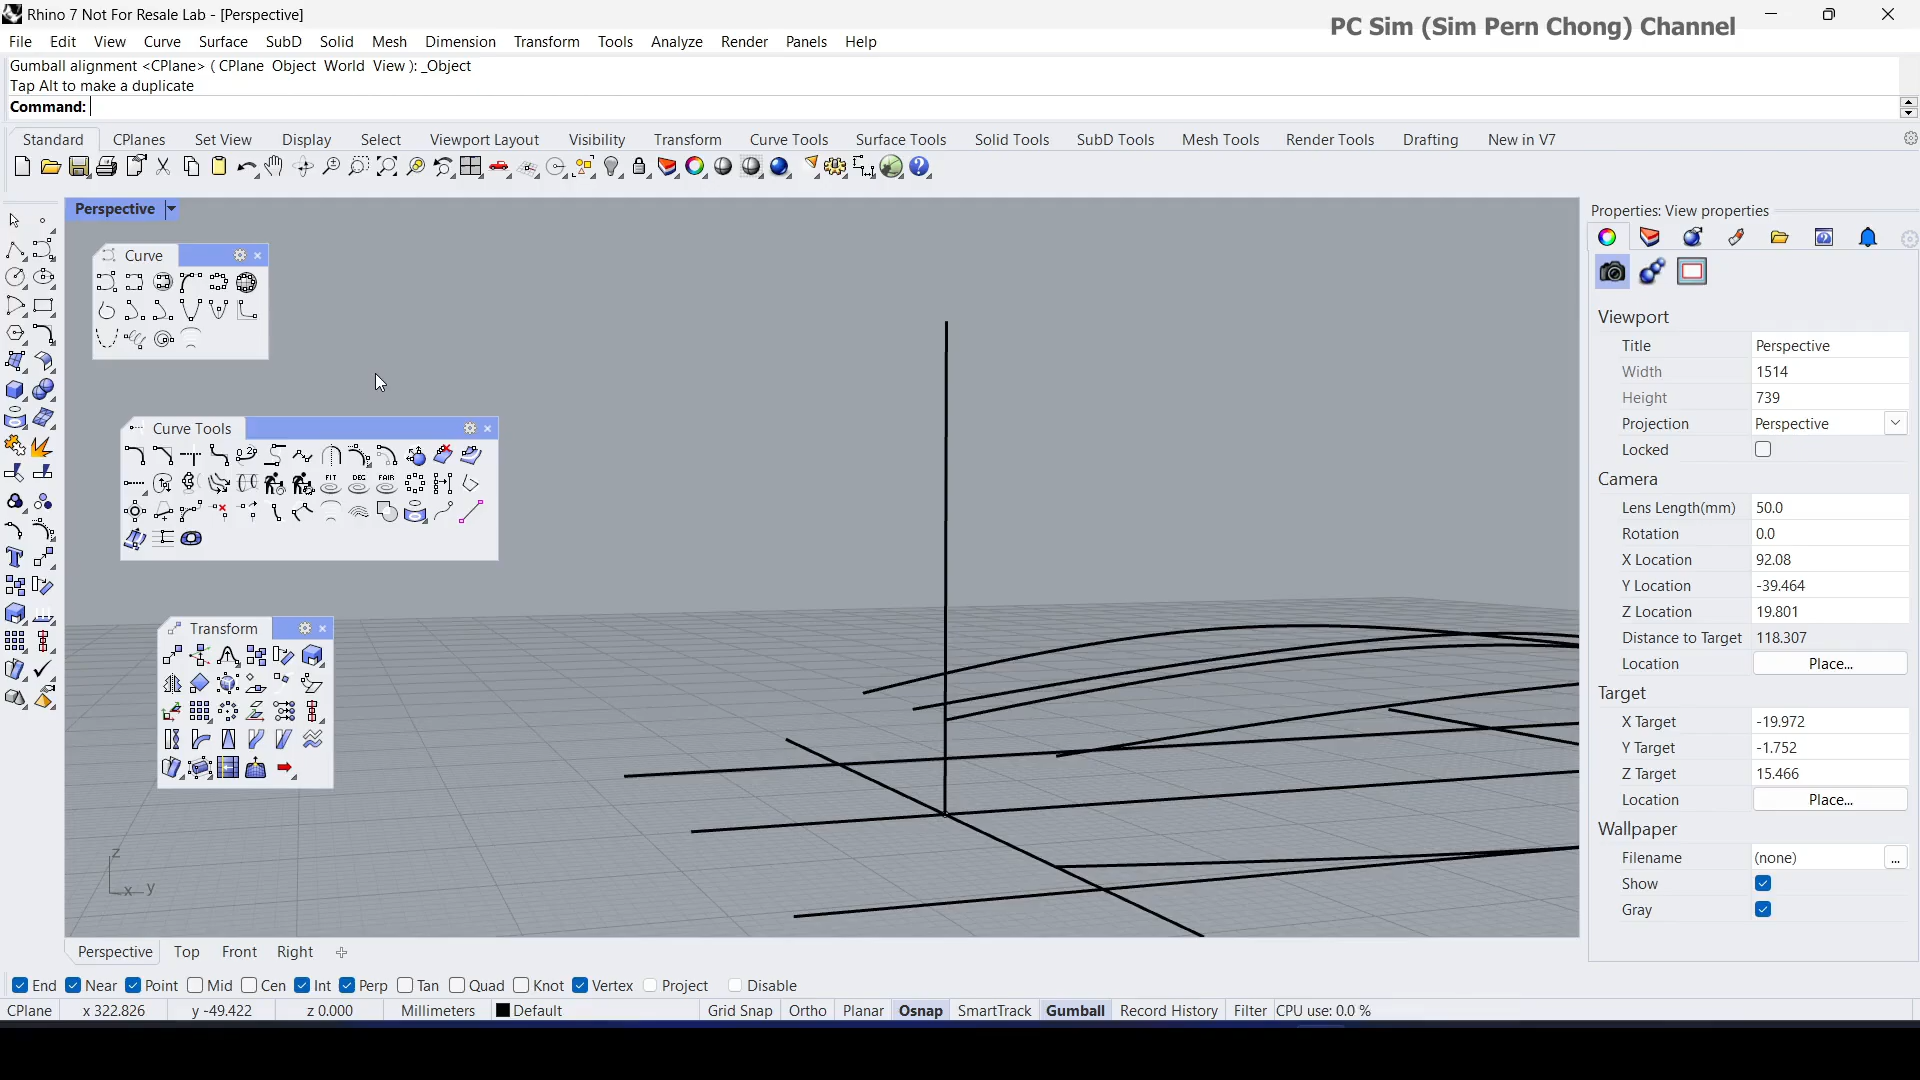 Rhino 7 Not For Resale Lab - [Perspective]
PC Sim (Sim Pern Chong) Channel
File Edit View Curve Surface SubD Solid Mesh Dimension Transform Tools Analyze Render Panels Help
Gumball alignment <CPlane> ( CPlane Object World View ): _Object
Tap Alt to make a duplicate
Command:
Standard CPlanes Set View Display Select Viewport Layout Visibility Transform Curve Tools Surface Tools Solid Tools SubD Tools Mesh Tools Render Tools Drafting New in V7
Perspective
Curve
Curve Tools
FIT DEG FAIR
Transform
z
x y
Properties: View properties
Viewport
Title Perspective
Width 1514
Height 739
Projection Perspective
Locked
Camera
Lens Length(mm) 50.0
Rotation 0.0
X Location 92.08
Y Location -39.464
Z Location 19.801
Distance to Target 118.307
Location Place...
Target
X Target -19.972
Y Target -1.752
Z Target 15.466
Location Place...
Wallpaper
Filename (none) ...
Show
Gray
Perspective Top Front Right
End Near Point Mid Cen Int Perp Tan Quad Knot Vertex Project Disable
CPlane x 322.826 y -49.422 z 0.000 Millimeters Default Grid Snap Ortho Planar Osnap SmartTrack Gumball Record History Filter CPU use: 0.0 %